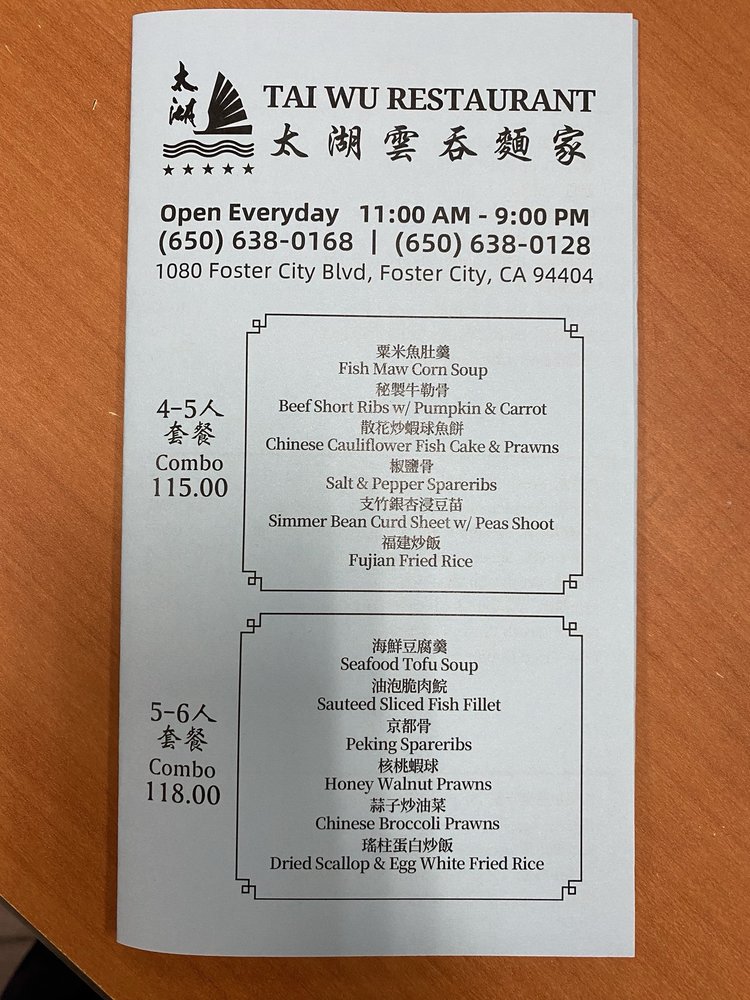 太湖
TAI WU RESTAURANT
太湖雲吞麵家
Open Everyday 11:00 AM - 9:00 PM
(650) 638-0168 | (650) 638-0128
1080 Foster City Blvd, Foster City, CA 94404
4-5人
套餐
Combo
115.00
粟米魚肚羹
Fish Maw Corn Soup
秘製牛勒骨
Beef Short Ribs w/ Pumpkin & Carrot
散花炒蝦球魚餅
Chinese Cauliflower Fish Cake & Prawns
椒鹽骨
Salt & Pepper Spareribs
支竹銀杏浸豆苗
Simmer Bean Curd Sheet w/ Peas Shoot
福建炒飯
Fujian Fried Rice
5-6人
套餐
Combo
118.00
海鮮豆腐羹
Seafood Tofu Soup
油泡脆肉鯇
Sauteed Sliced Fish Fillet
京都骨
Peking Spareribs
核桃蝦球
Honey Walnut Prawns
蒜子炒油菜
Chinese Broccoli Prawns
瑤柱蛋白炒飯
Dried Scallop & Egg White Fried Rice